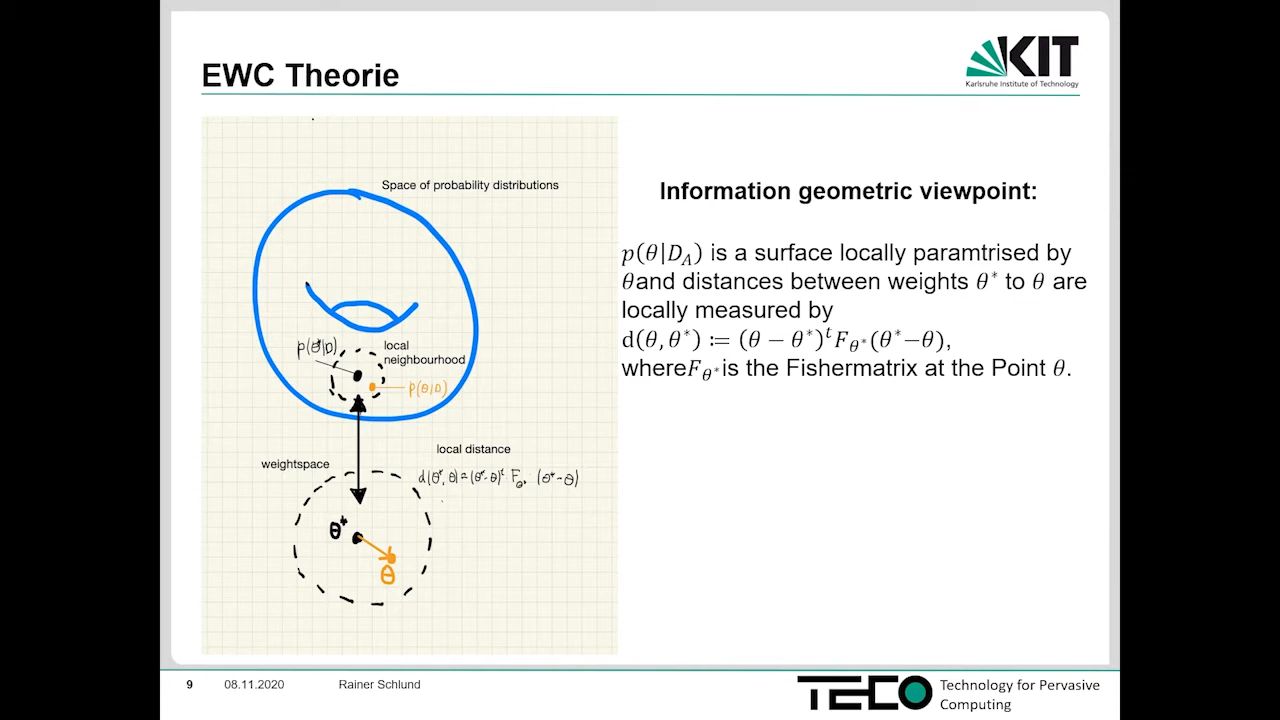 EWC Theorie
KIT
Karlsruhe Institute of Technology
Space of probability distributions
p(θ*|D)
local
neighbourhood
p(θ|D)
weightspace
local distance
d(θ*, θ) = (θ*-θ)ᵗ · F_θ* (θ*-θ)
θ*
θ
Information geometric viewpoint:
p(θ|D_A) is a surface locally paramtrised by
θand distances between weights θ* to θ are
locally measured by
d(θ, θ*) ≔ (θ − θ*)ᵗF_θ*(θ*−θ),
whereF_θ* is the Fishermatrix at the Point θ.
9
08.11.2020
Rainer Schlund
TECO
Technology for Pervasive
Computing